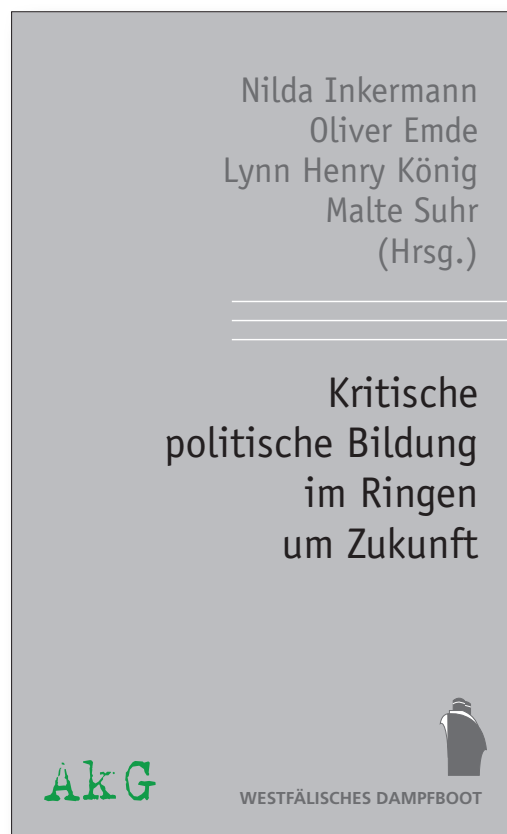 Nilda Inkermann
Oliver Emde
Lynn Henry König
Malte Suhr
(Hrsg.)
Kritische
politische Bildung
im Ringen
um Zukunft
AkG
WESTFÄLISCHES DAMPFBOOT